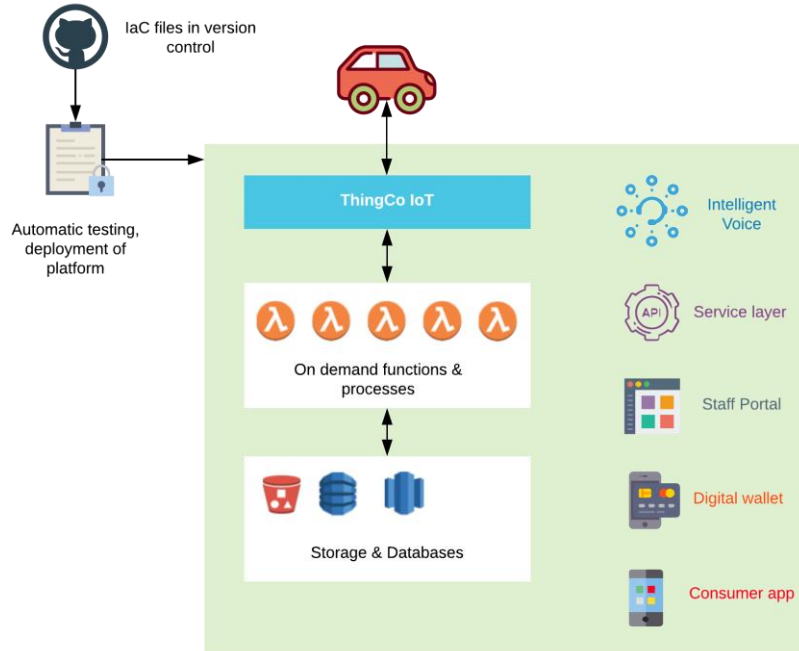 IaC files in version
control
Automatic testing,
deployment of
platform
ThingCo IoT
λ λ λ λ λ
On demand functions &
processes
Storage & Databases
Intelligent
Voice
API
Service layer
Staff Portal
Digital wallet
Consumer app